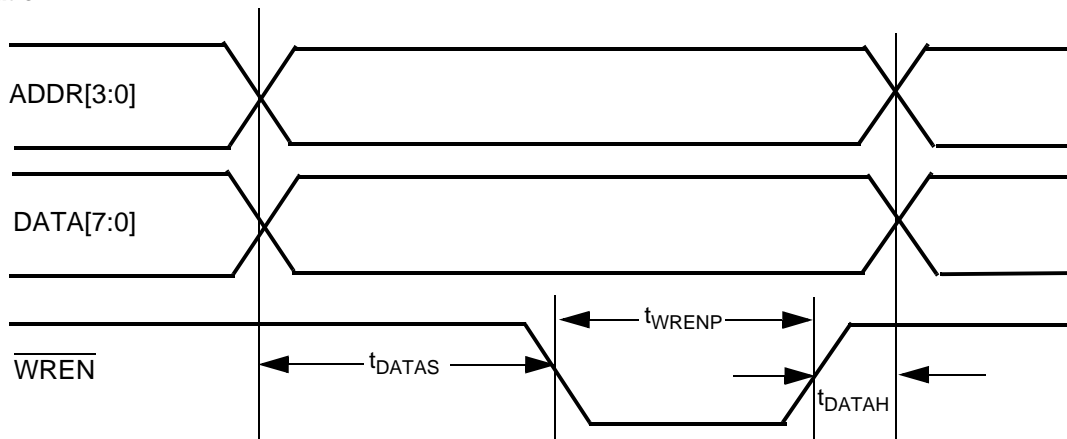 ADDR[3:0]
DATA[7:0]
tWRENP
WREN
tDATAS
tDATAH